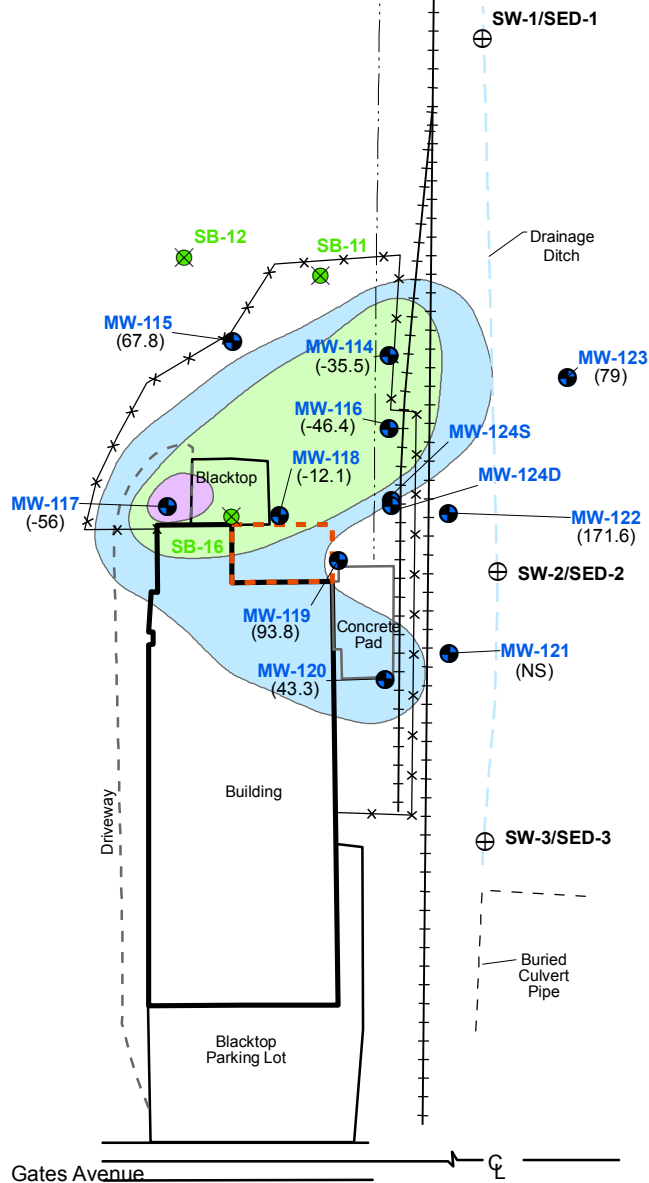 SW-1/SED-1
SB-12
SB-11
Drainage
Ditch
MW-115
(67.8)
MW-114
(-35.5)
MW-123
(79)
MW-116
(-46.4)
MW-124S
MW-118
(-12.1)
Blacktop
MW-124D
MW-117
(-56)
MW-122
(171.6)
SB-16
SW-2/SED-2
MW-119
(93.8)
Concrete
Pad
MW-121
(NS)
MW-120
(43.3)
Building
Driveway
SW-3/SED-3
Buried
Culvert
Pipe
Blacktop
Parking Lot
Gates Avenue
℄